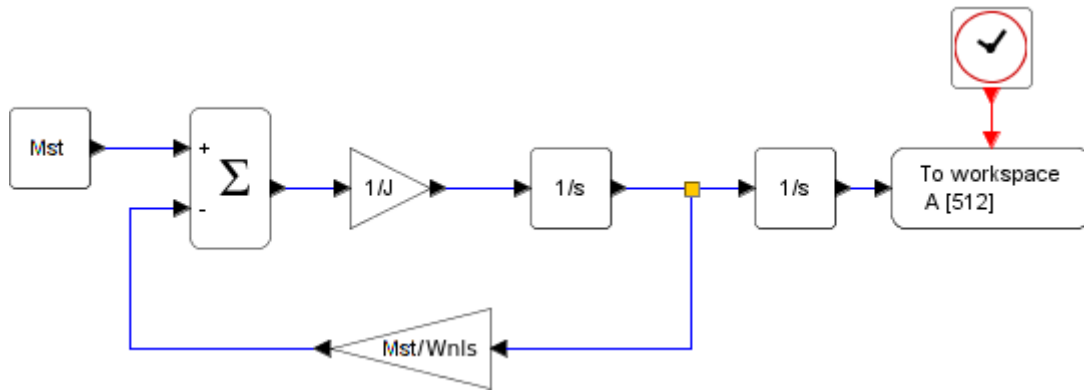 Mst
+
Σ
-
1/J
1/s
1/s
To workspace
A [512]
Mst/Wnls